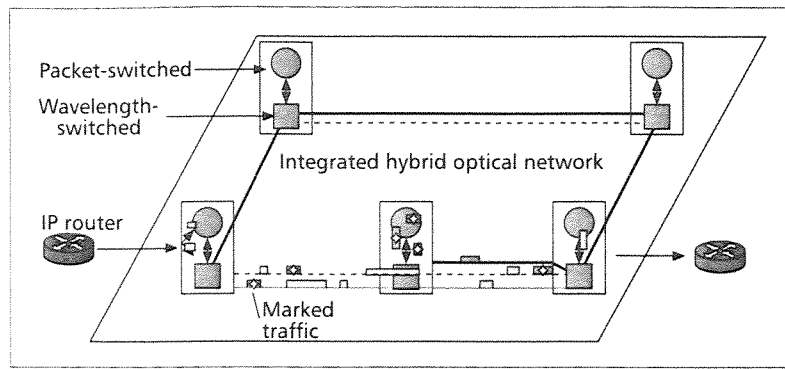 Packet-switched
Wavelength-
switched
Integrated hybrid optical network
IP router
Marked
traffic